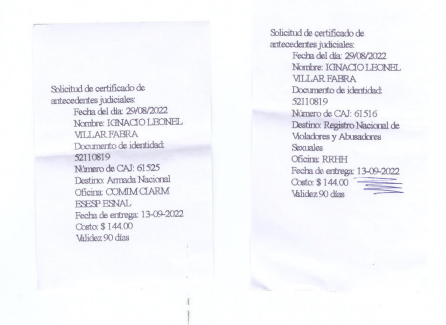 Solicitud de certificado de
antecedentes judiciales:
Fecha del día: 29/08/2022
Nombre: IGNACIO LEONEL
VILLAR FABRA
Documento de identidad:
52110819
Número de CAJ: 61525
Destino: Armada Nacional
Oficina: COMIM CIARM
ESESP ESNAL
Fecha de entrega: 13-09-2022
Costo: $ 144.00
Validez 90 días
Solicitud de certificado de
antecedentes judiciales:
Fecha del día: 29/08/2022
Nombre: IGNACIO LEONEL
VILLAR FABRA
Documento de identidad:
52110819
Número de CAJ: 61516
Destino: Registro Nacional de
Violadores y Abusadores
Sexuales
Oficina: RRHH
Fecha de entrega: 13-09-2022
Costo: $ 144.00
Validez 90 días